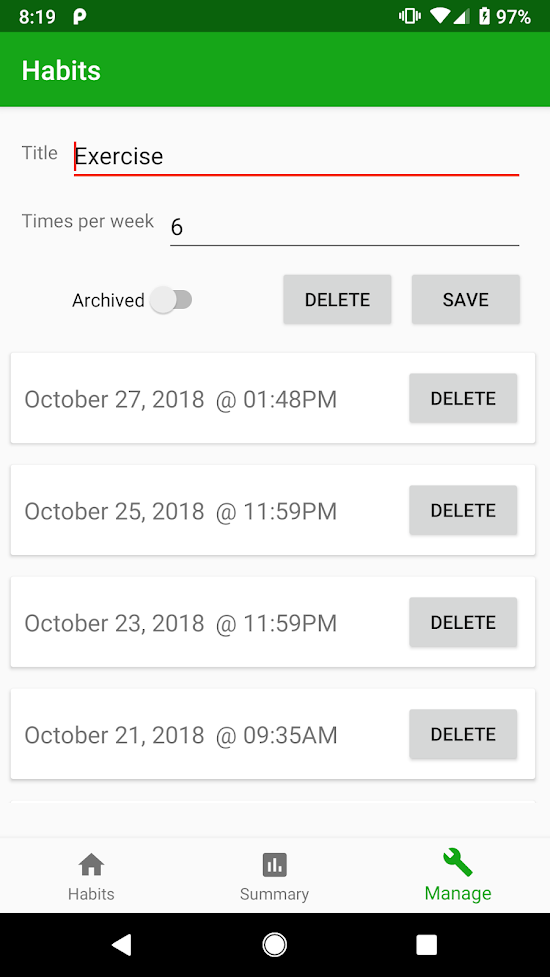 8:19 97%
Habits
Title Exercise
Times per week 6
Archived DELETE SAVE
October 27, 2018 @ 01:48PM DELETE
October 25, 2018 @ 11:59PM DELETE
October 23, 2018 @ 11:59PM DELETE
October 21, 2018 @ 09:35AM DELETE
Habits Summary Manage